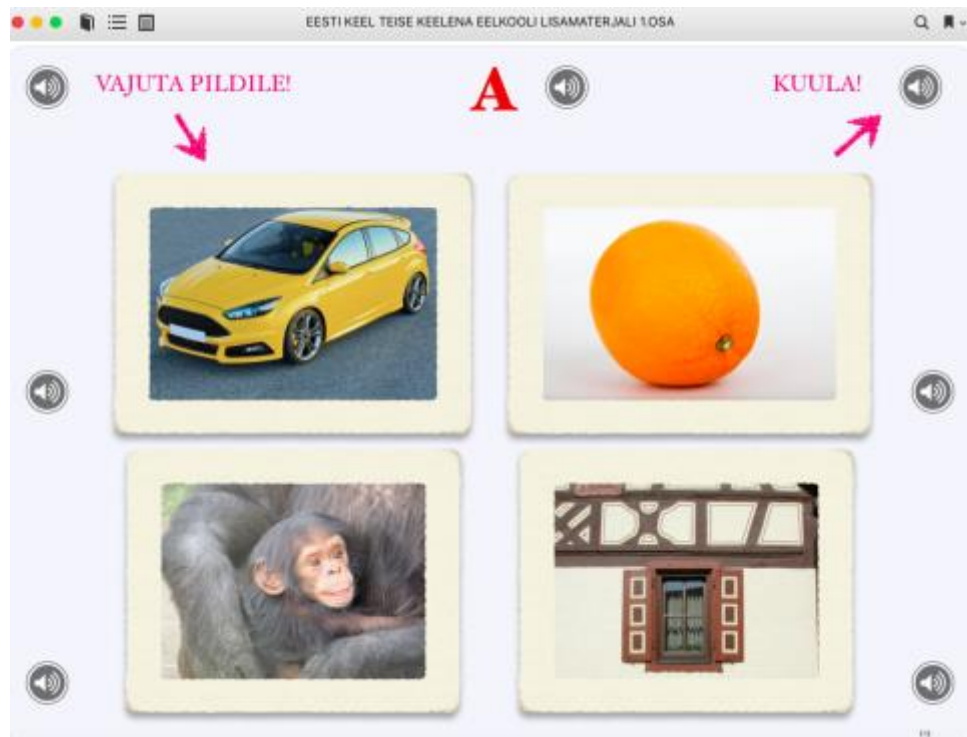 EESTI KEEL TEISE KEELENA EELKOOLI LISAMATERJALI 1.OSA
VAJUTA PILDILE!
A
KUULA!